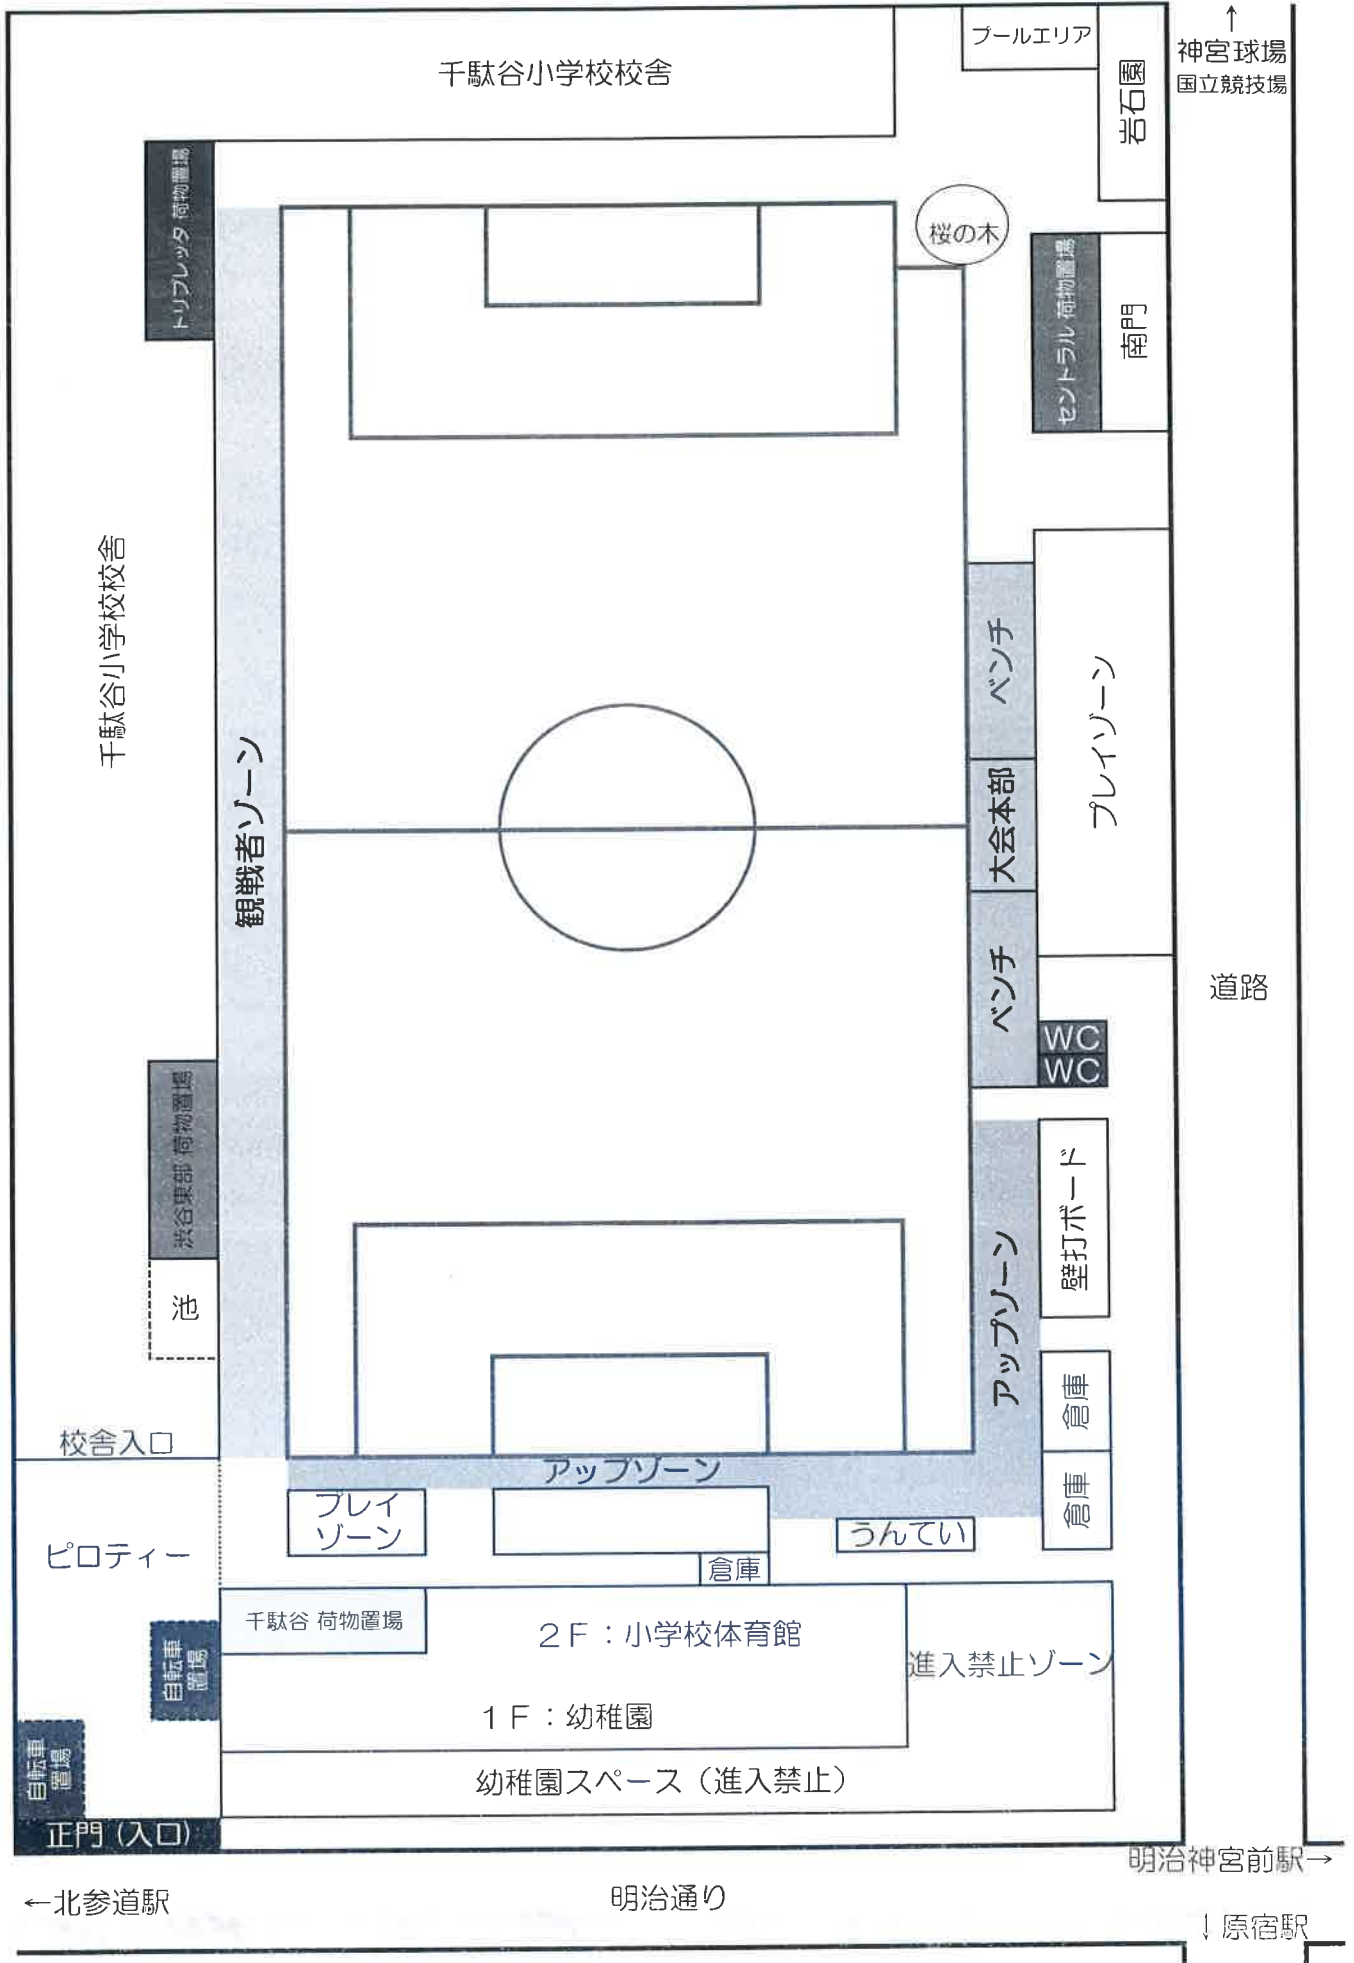 千駄谷小学校校舎
プールエリア
岩石園
↑
神宮球場
国立競技場
トリプレッタ 荷物置場
桜の木
セントラル 荷物置場
南門
千駄谷小学校校舎
観戦者ゾーン
ベンチ
大会本部
ベンチ
プレイゾーン
道路
WC
WC
渋谷東部 荷物置場
池
壁打ボード
アップゾーン
倉庫
倉庫
校舎入口
アップゾーン
プレイ
ゾーン
うんてい
ピロティー
倉庫
千駄谷 荷物置場
2F：小学校体育館
進入禁止ゾーン
自転車
置場
1F：幼稚園
自転車
置場
幼稚園スペース（進入禁止）
正門（入口）
明治神宮前駅→
←北参道駅
明治通り
↓原宿駅